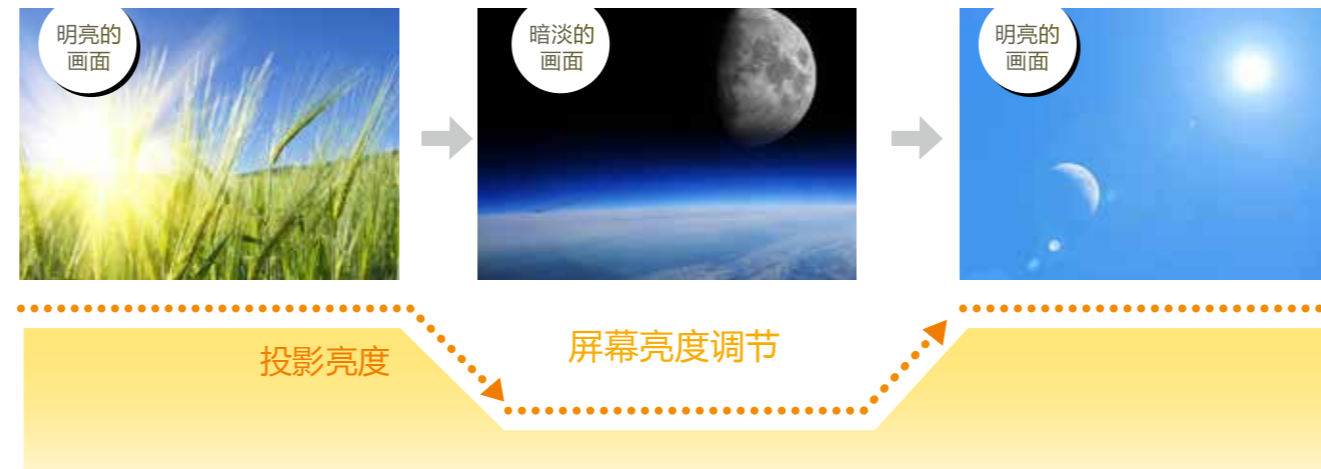 明亮的
画面
暗淡的
画面
明亮的
画面
投影亮度
屏幕亮度调节